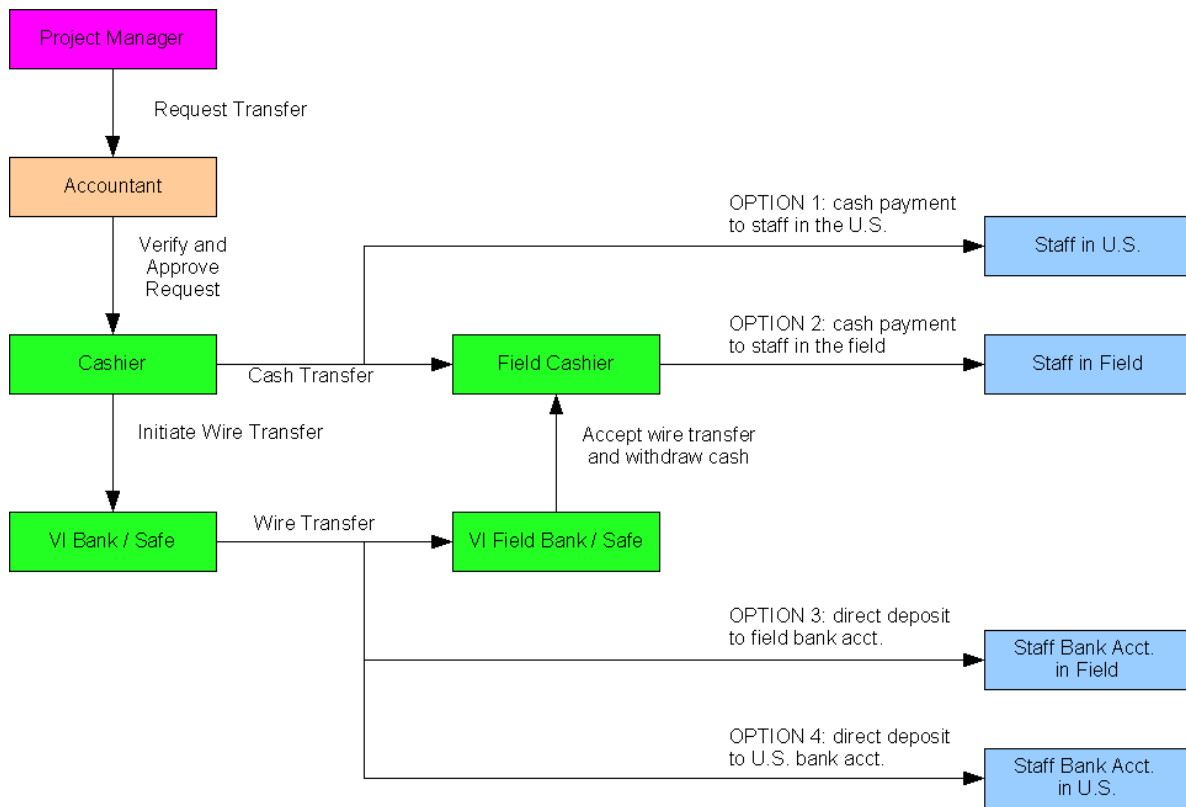 Project Manager
Request Transfer
Accountant
Verify and
Approve
Request
OPTION 1: cash payment
to staff in the U.S.
Staff in U.S.
Cashier
Cash Transfer
Field Cashier
OPTION 2: cash payment
to staff in the field
Staff in Field
Initiate Wire Transfer
Accept wire transfer
and withdraw cash
VI Bank / Safe
Wire Transfer
VI Field Bank / Safe
OPTION 3: direct deposit
to field bank acct.
Staff Bank Acct.
in Field
OPTION 4: direct deposit
to U.S. bank acct.
Staff Bank Acct.
in U.S.